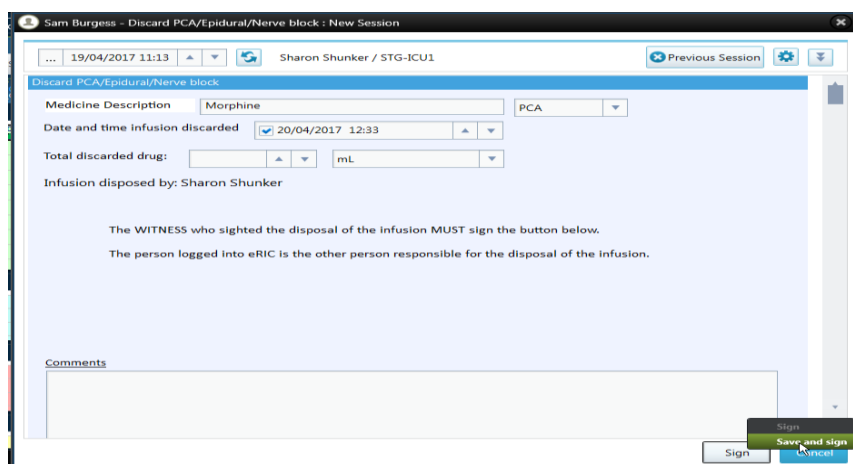 Sam Burgess - Discard PCA/Epidural/Nerve block : New Session
... 19/04/2017 11:13 Sharon Shunker / STG-ICU1 Previous Session
Discard PCA/Epidural/Nerve block
Medicine Description Morphine PCA
Date and time infusion discarded 20/04/2017 12:33
Total discarded drug: mL
Infusion disposed by: Sharon Shunker
The WITNESS who sighted the disposal of the infusion MUST sign the button below.
The person logged into eRIC is the other person responsible for the disposal of the infusion.
Comments
Sign
Save and sign
Sign Cancel